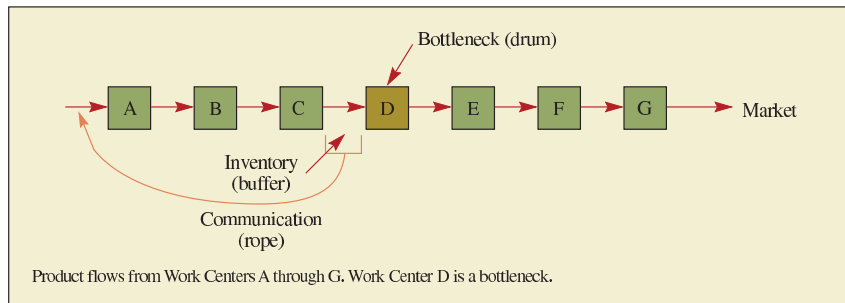 Bottleneck (drum)
A B C D E F G Market
Inventory
(buffer)
Communication
(rope)
Product flows from Work Centers A through G. Work Center D is a bottleneck.